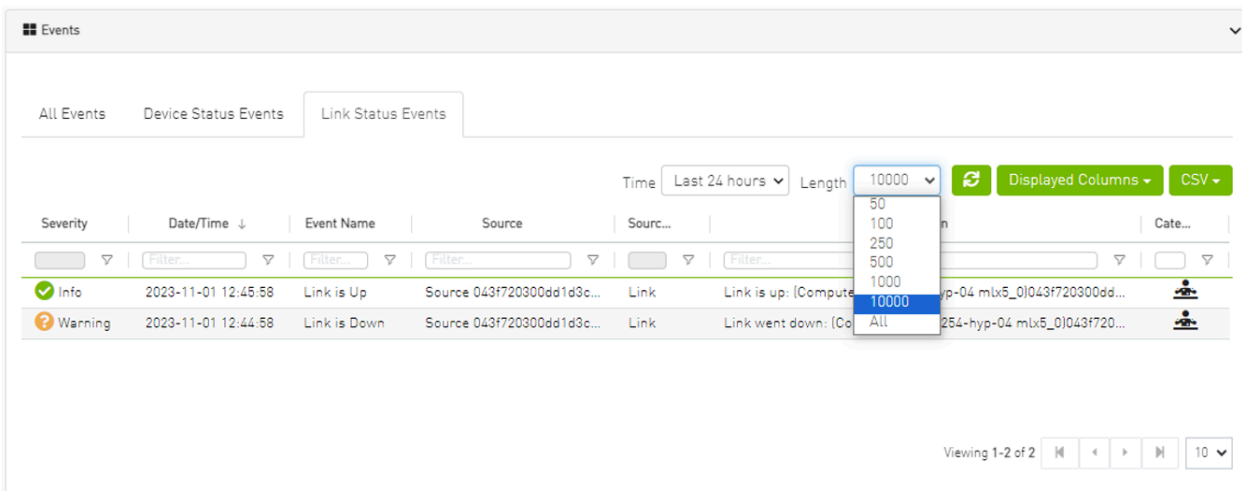 Events
All Events Device Status Events Link Status Events
Time Last 24 hours Length 10000 Displayed Columns CSV
50
100
250
500
1000
10000
All
Severity Date/Time ↓ Event Name Source Sourc... n Cate...
Filter... Filter... Filter... Filter...
Info 2023-11-01 12:45:58 Link is Up Source 043f720300dd1d3c... Link Link is up: (Compute yp-04 mlx5_0)043f720300dd...
Warning 2023-11-01 12:44:58 Link is Down Source 043f720300dd1d3c... Link Link went down: (Co 254-hyp-04 mlx5_0)043f720...
Viewing 1-2 of 2 10